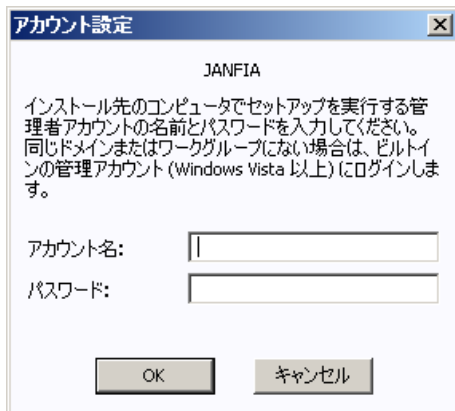 アカウント設定
JANFIA
インストール先のコンピュータでセットアップを実行する管
理者アカウントの名前とパスワードを入力してください。
同じドメインまたはワークグループにない場合は、ビルトイ
ンの管理アカウント (Windows Vista 以上) にログインしま
す。
アカウント名:
パスワード:
OK キャンセル